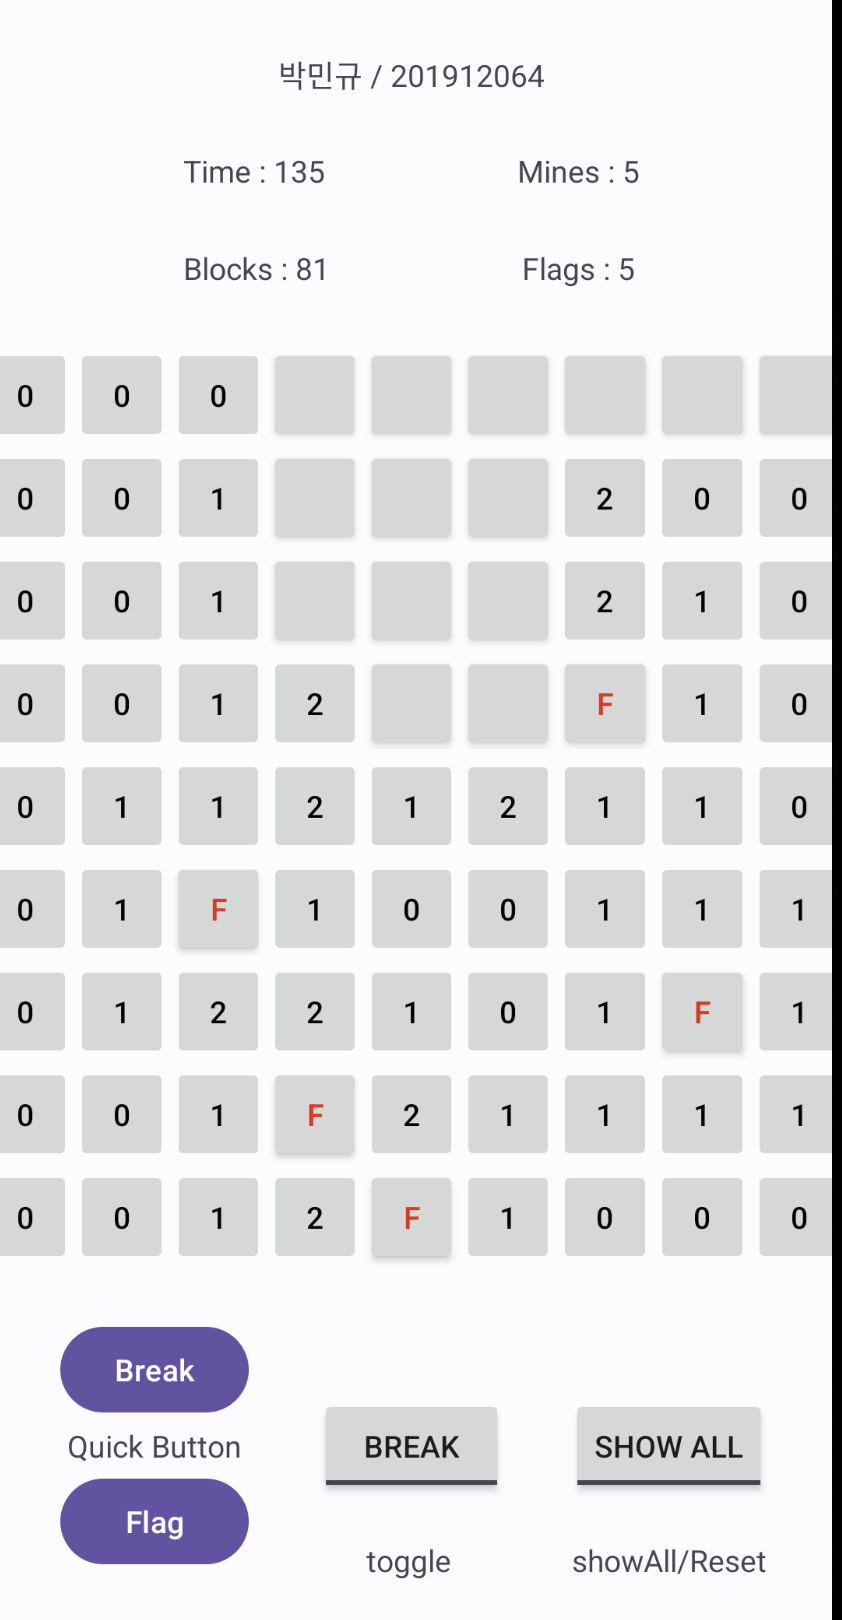 박민규 / 201912064
Time : 135 Mines : 5
Blocks : 81 Flags : 5
0 0 0
0 0 1 2 0 0
0 0 1 2 1 0
0 0 1 2 F 1 0
0 1 1 2 1 2 1 1 0
0 1 F 1 0 0 1 1 1
0 1 2 2 1 0 1 F 1
0 0 1 F 2 1 1 1 1
0 0 1 2 F 1 0 0 0
Break
Quick Button BREAK SHOW ALL
Flag
toggle showAll/Reset